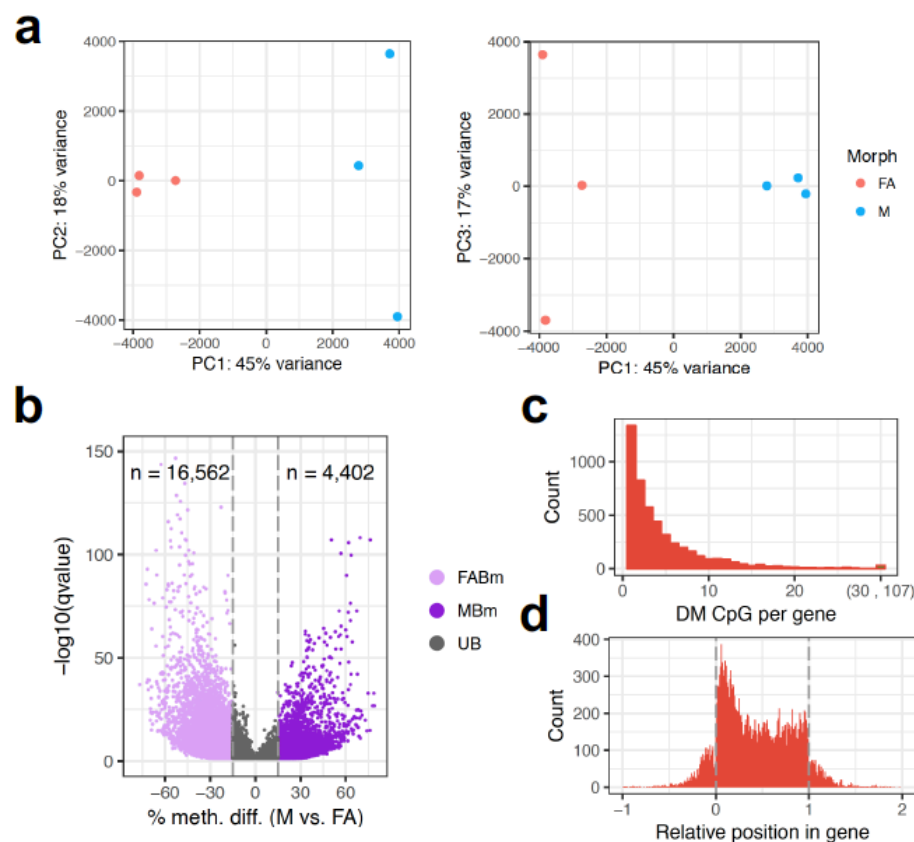 a
4000
2000
0
−2000
−4000
PC2: 18% variance
−4000 −2000 0 2000 4000
PC1: 45% variance
4000
2000
0
−2000
−4000
PC3: 17% variance
−4000 −2000 0 2000 4000
PC1: 45% variance
Morph
FA
M
b
150
100
50
0
−log10(qvalue)
n = 16,562
n = 4,402
−60 −30 0 30 60
% meth. diff. (M vs. FA)
FABm
MBm
UB
c
1000
500
0
Count
0 10 20 (30 , 107)
DM CpG per gene
d
400
300
200
100
0
Count
−1 0 1 2
Relative position in gene